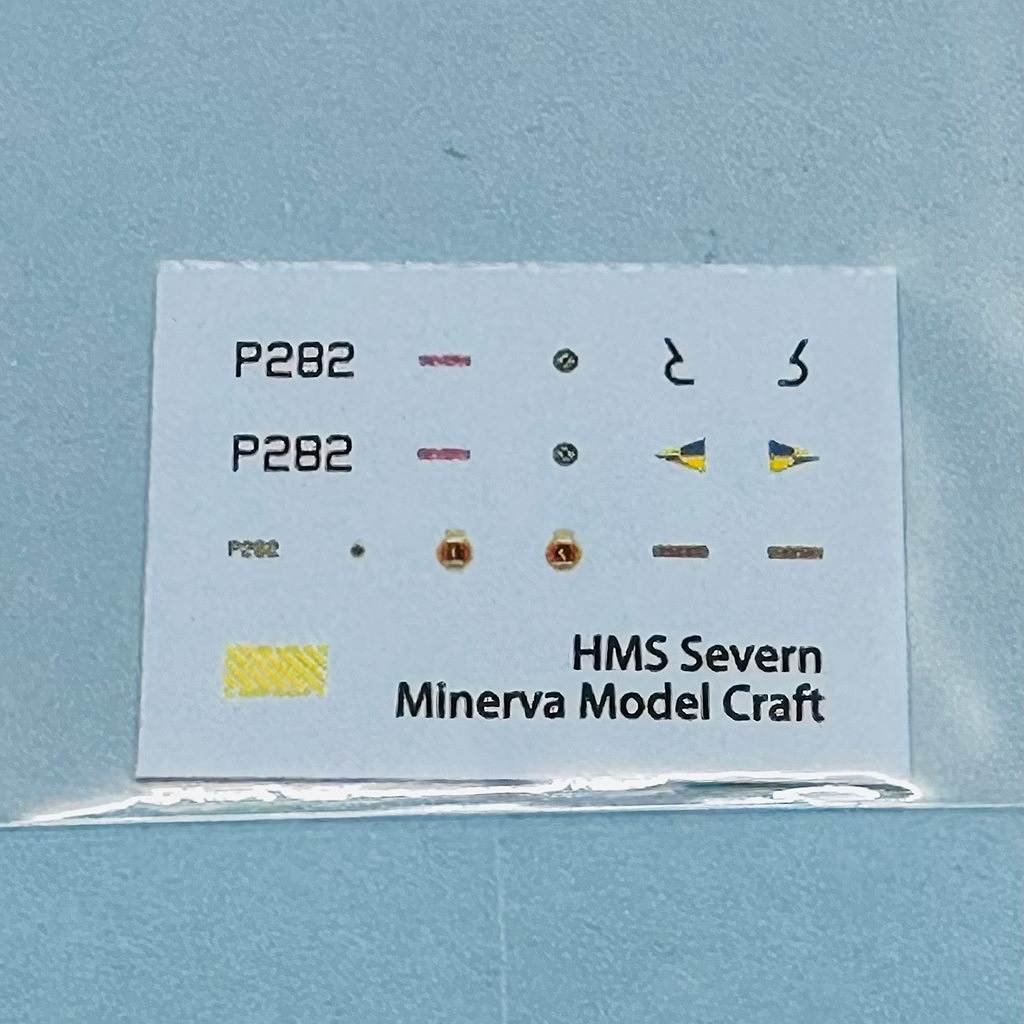 P282
P282
P282
HMS Severn
Minerva Model Craft